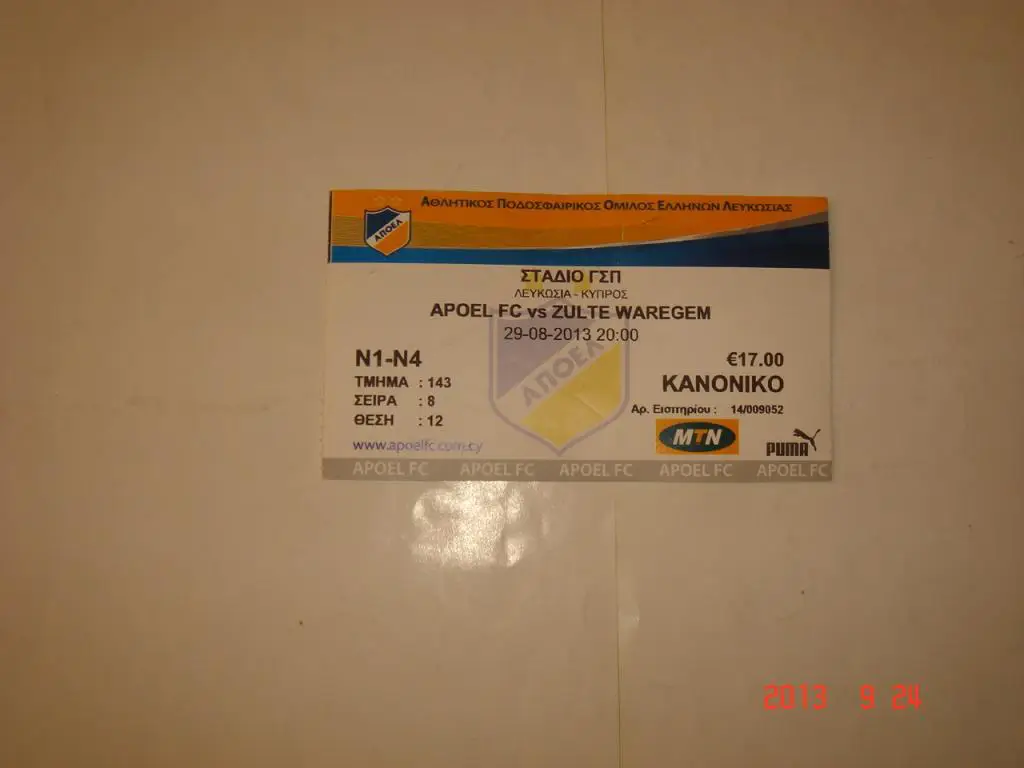 ΑΘΛΗΤΙΚΟΣ ΠΟΔΟΣΦΑΙΡΙΚΟΣ ΟΜΙΛΟΣ ΕΛΛΗΝΩΝ ΛΕΥΚΩΣΙΑΣ
ΑΠΟΕΛ
ΣΤΑΔΙΟ ΓΣΠ
ΛΕΥΚΩΣΙΑ - ΚΥΠΡΟΣ
APOEL FC vs ZULTE WAREGEM
29-08-2013 20:00
ΑΠΟΕΛ
N1-N4 €17.00
ΤΜΗΜΑ : 143 ΚΑΝΟΝΙΚΟ
ΣΕΙΡΑ : 8
ΘΕΣΗ : 12
Αρ. Εισιτηρίου : 14/009052
www.apoelfc.com.cy MTN PUMA
APOEL FC APOEL FC APOEL FC APOEL FC APOEL FC
2013 9 24